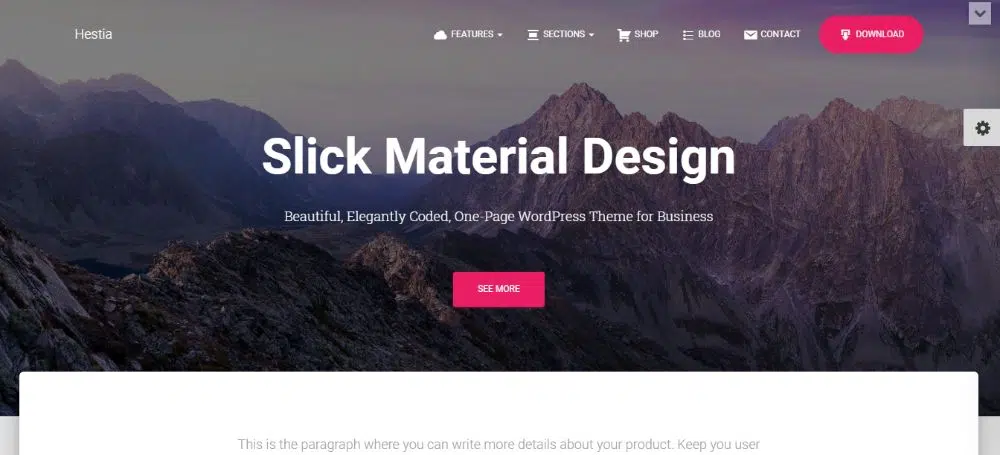 Hestia
FEATURES
SECTIONS
SHOP
BLOG
CONTACT
DOWNLOAD
Slick Material Design
Beautiful, Elegantly Coded, One-Page WordPress Theme for Business
SEE MORE
This is the paragraph where you can write more details about your product. Keep you user